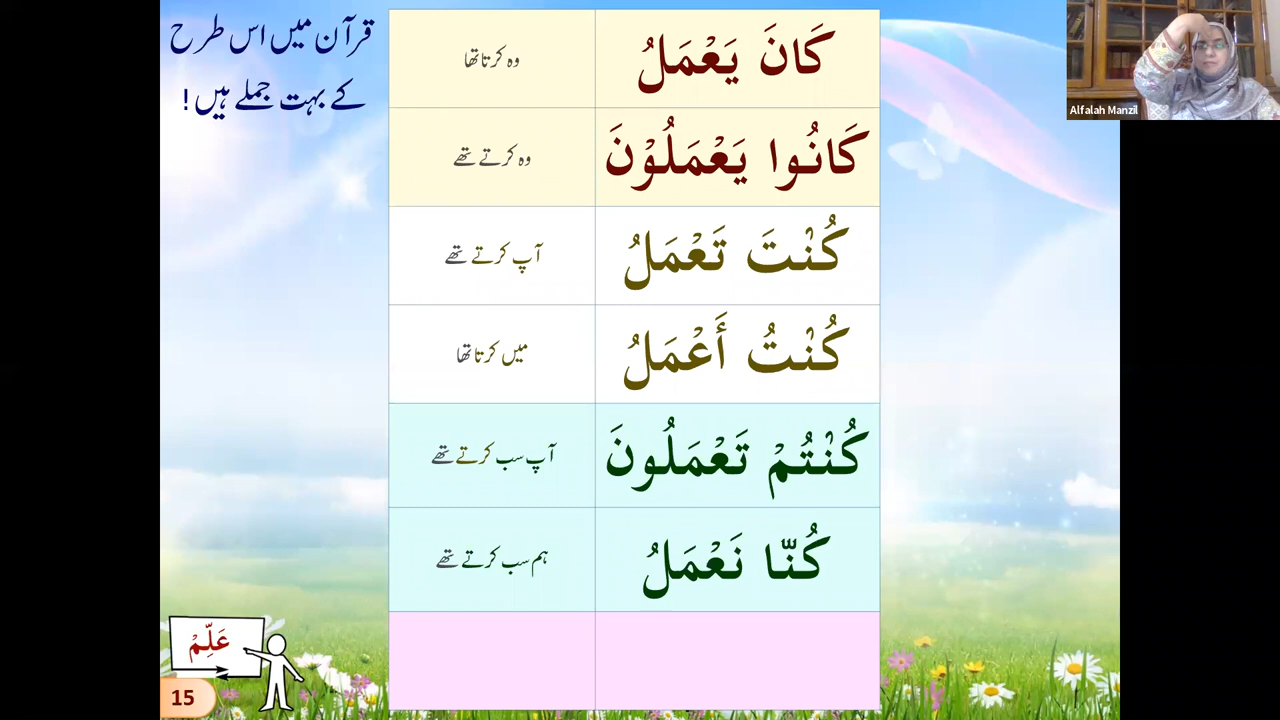 قرآن میں اس طرح
کے بہت جملے ہیں!
كَانَ يَعْمَلُ
وہ کرتا تھا
كَانُوا يَعْمَلُوْنَ
وہ کرتے تھے
كُنْتَ تَعْمَلُ
آپ کرتے تھے
كُنْتُ أَعْمَلُ
میں کرتا تھا
كُنْتُمْ تَعْمَلُونَ
آپ سب کرتے تھے
كُنَّا نَعْمَلُ
ہم سب کرتے تھے
عَلِّمْ
15
Alfalah Manzil